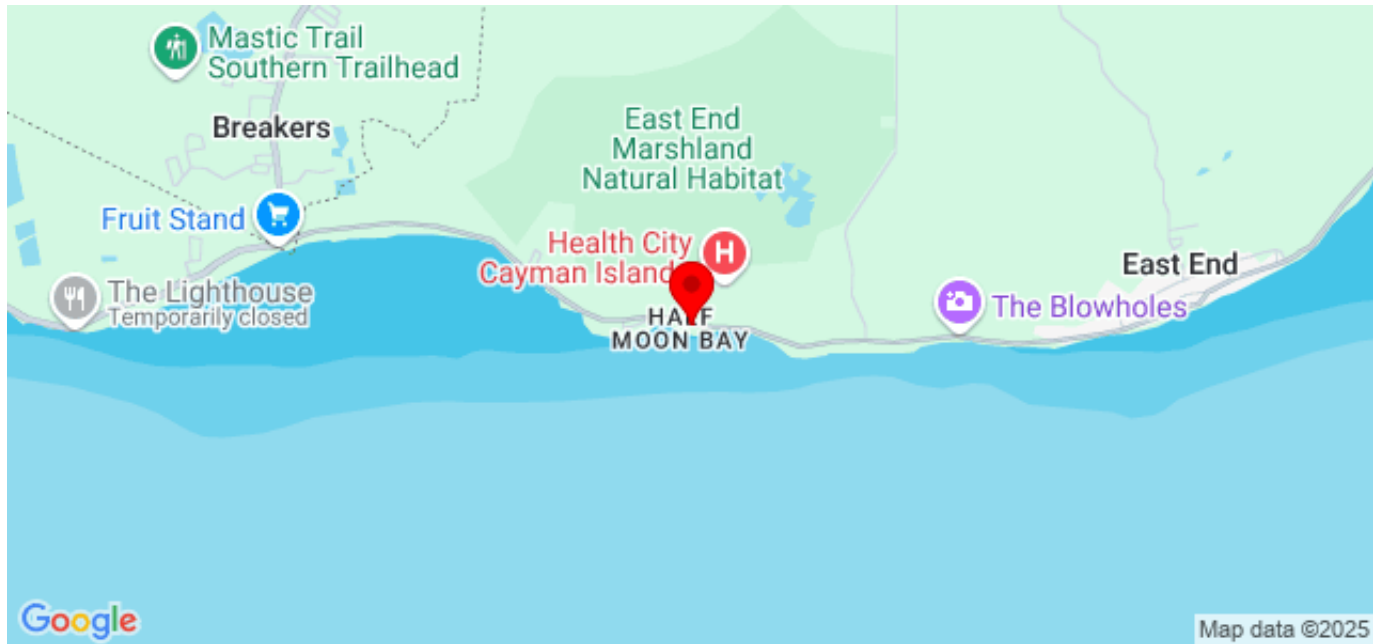 Mastic Trail
Southern Trailhead
Breakers
East End
Marshland
Natural Habitat
Fruit Stand
Health City
Cayman Island
H
East End
The Lighthouse
Temporarily closed
The Blowholes
HALF
MOON BAY
Google
Map data ©2025